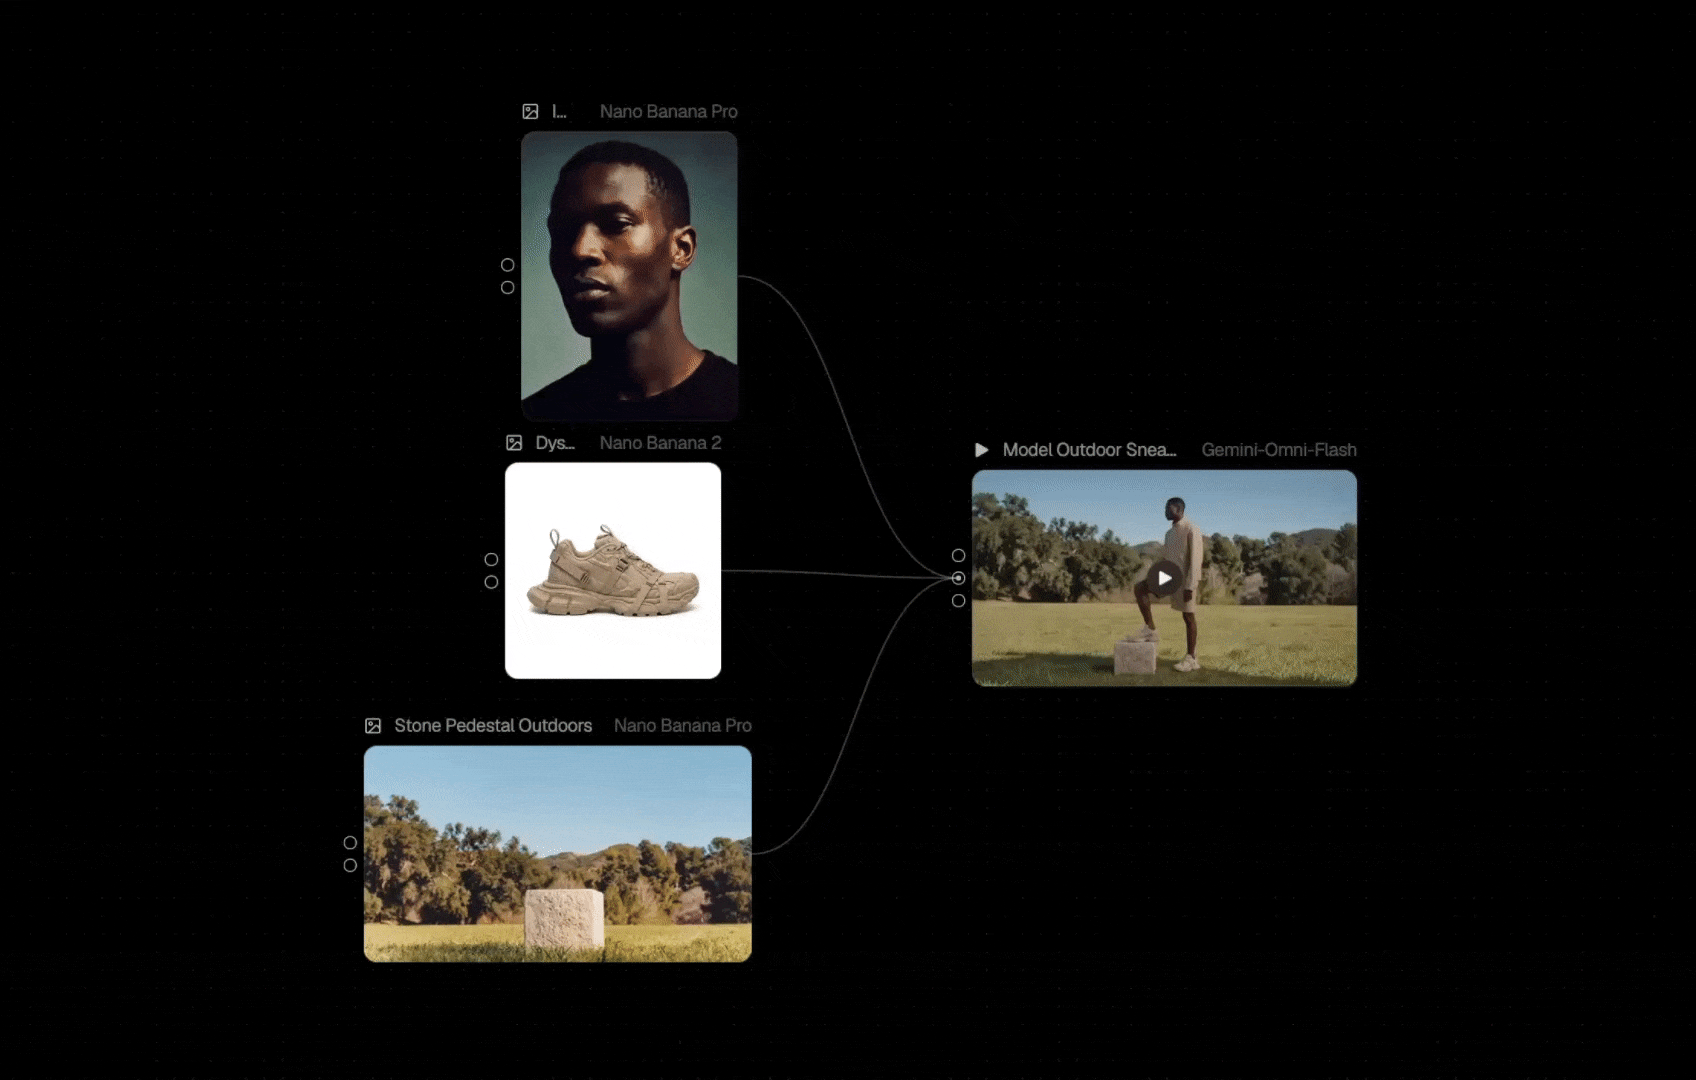 I... Nano Banana Pro
Dys... Nano Banana 2
Model Outdoor Snea... Gemini-Omni-Flash
Stone Pedestal Outdoors Nano Banana Pro